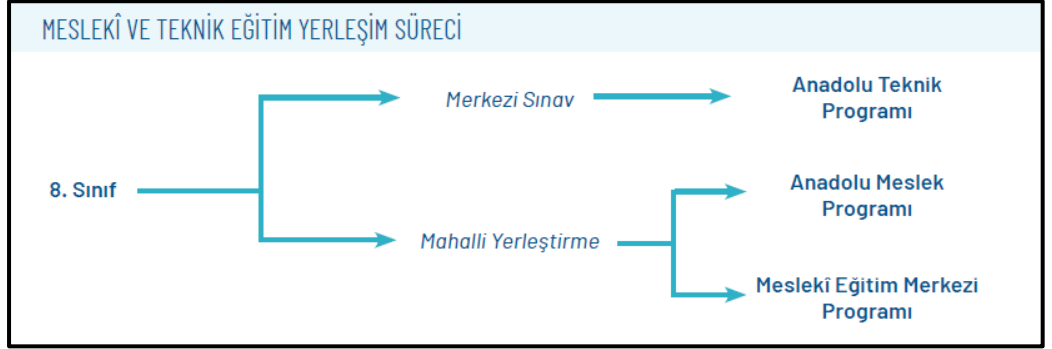 MESLEKÎ VE TEKNİK EĞİTİM YERLEŞİM SÜRECİ
8. Sınıf
Merkezi Sınav
Anadolu Teknik
Programı
Mahalli Yerleştirme
Anadolu Meslek
Programı
Meslekî Eğitim Merkezi
Programı